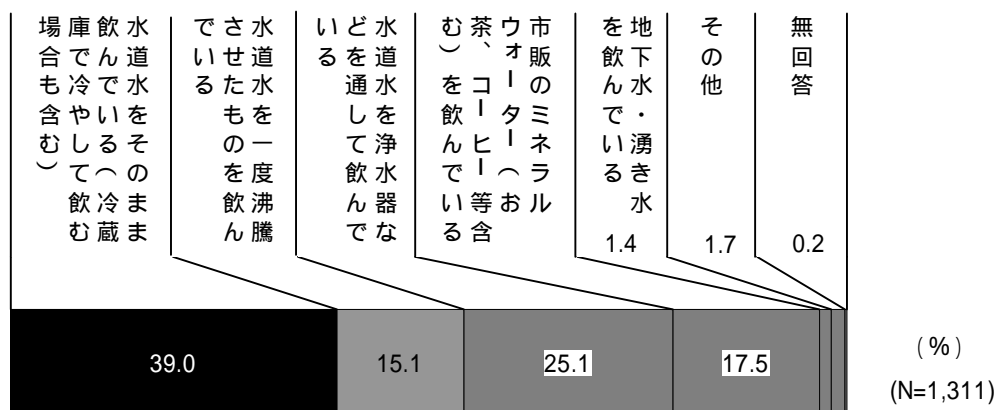 水道水をそのまま
飲んでいる(冷蔵
庫で冷やして飲む
場合も含む)
水道水を一度沸騰
させたものを飲ん
でいる
水道水を浄水器な
どを通して飲んで
いる
市販のミネラル
ウォーター(お
茶、コーヒー等含
む)を飲んでいる
地下水・湧き水
を飲んでいる
1.4
その他
1.7
無回答
0.2
39.0
15.1
25.1
17.5
(%)
(N=1,311)